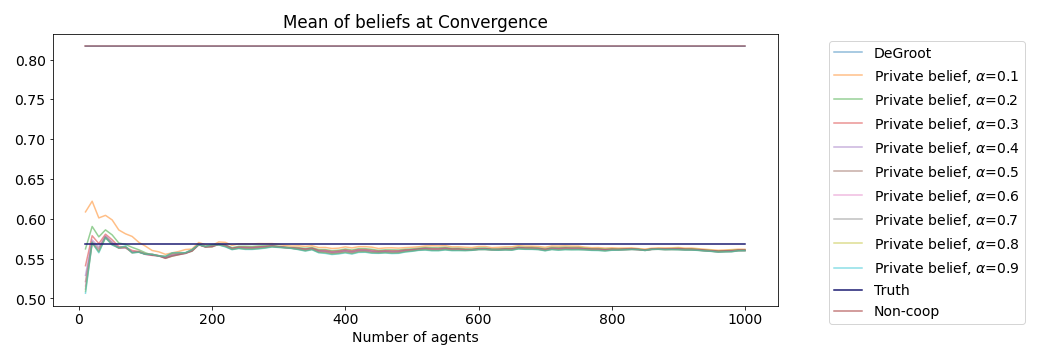 Mean of beliefs at Convergence
0.80
0.75
0.70
0.65
0.60
0.55
0.50
0
200
400
600
800
1000
Number of agents
DeGroot
Private belief, α=0.1
Private belief, α=0.2
Private belief, α=0.3
Private belief, α=0.4
Private belief, α=0.5
Private belief, α=0.6
Private belief, α=0.7
Private belief, α=0.8
Private belief, α=0.9
Truth
Non-coop